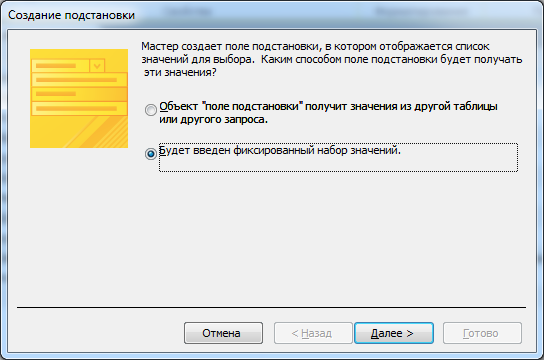 Создание подстановки
Мастер создает поле подстановки, в котором отображается список
значений для выбора. Каким способом поле подстановки будет получать
эти значения?
Объект "поле подстановки" получит значения из другой таблицы
или другого запроса.
Будет введен фиксированный набор значений.
Отмена
< Назад
Далее >
Готово